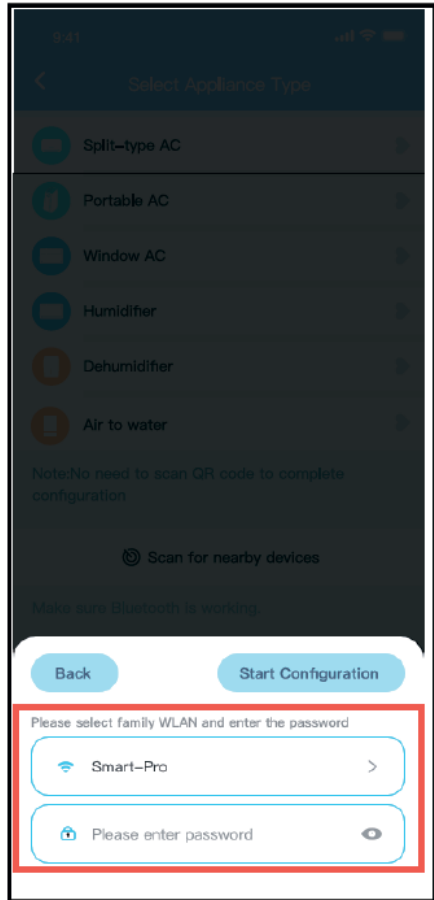 9:41
Select Appliance Type
Split-type AC
Portable AC
Window AC
Humidifier
Dehumidifier
Air to water
Note:No need to scan QR code to complete
configuration
Scan for nearby devices
Make sure Bluetooth is working.
Back
Start Configuration
Please select family WLAN and enter the password
Smart-Pro
Please enter password